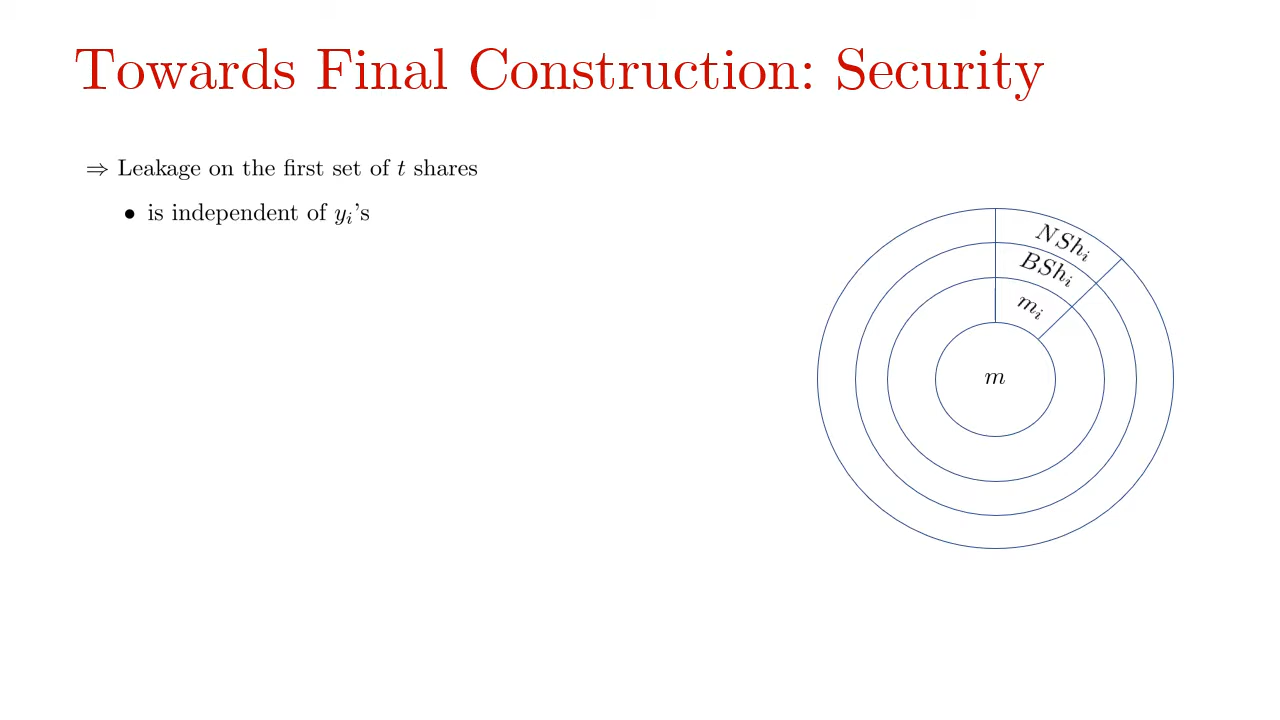 Towards Final Construction: Security
⇒ Leakage on the first set of t shares
• is independent of yᵢ's
NShᵢ
BShᵢ
mᵢ
m